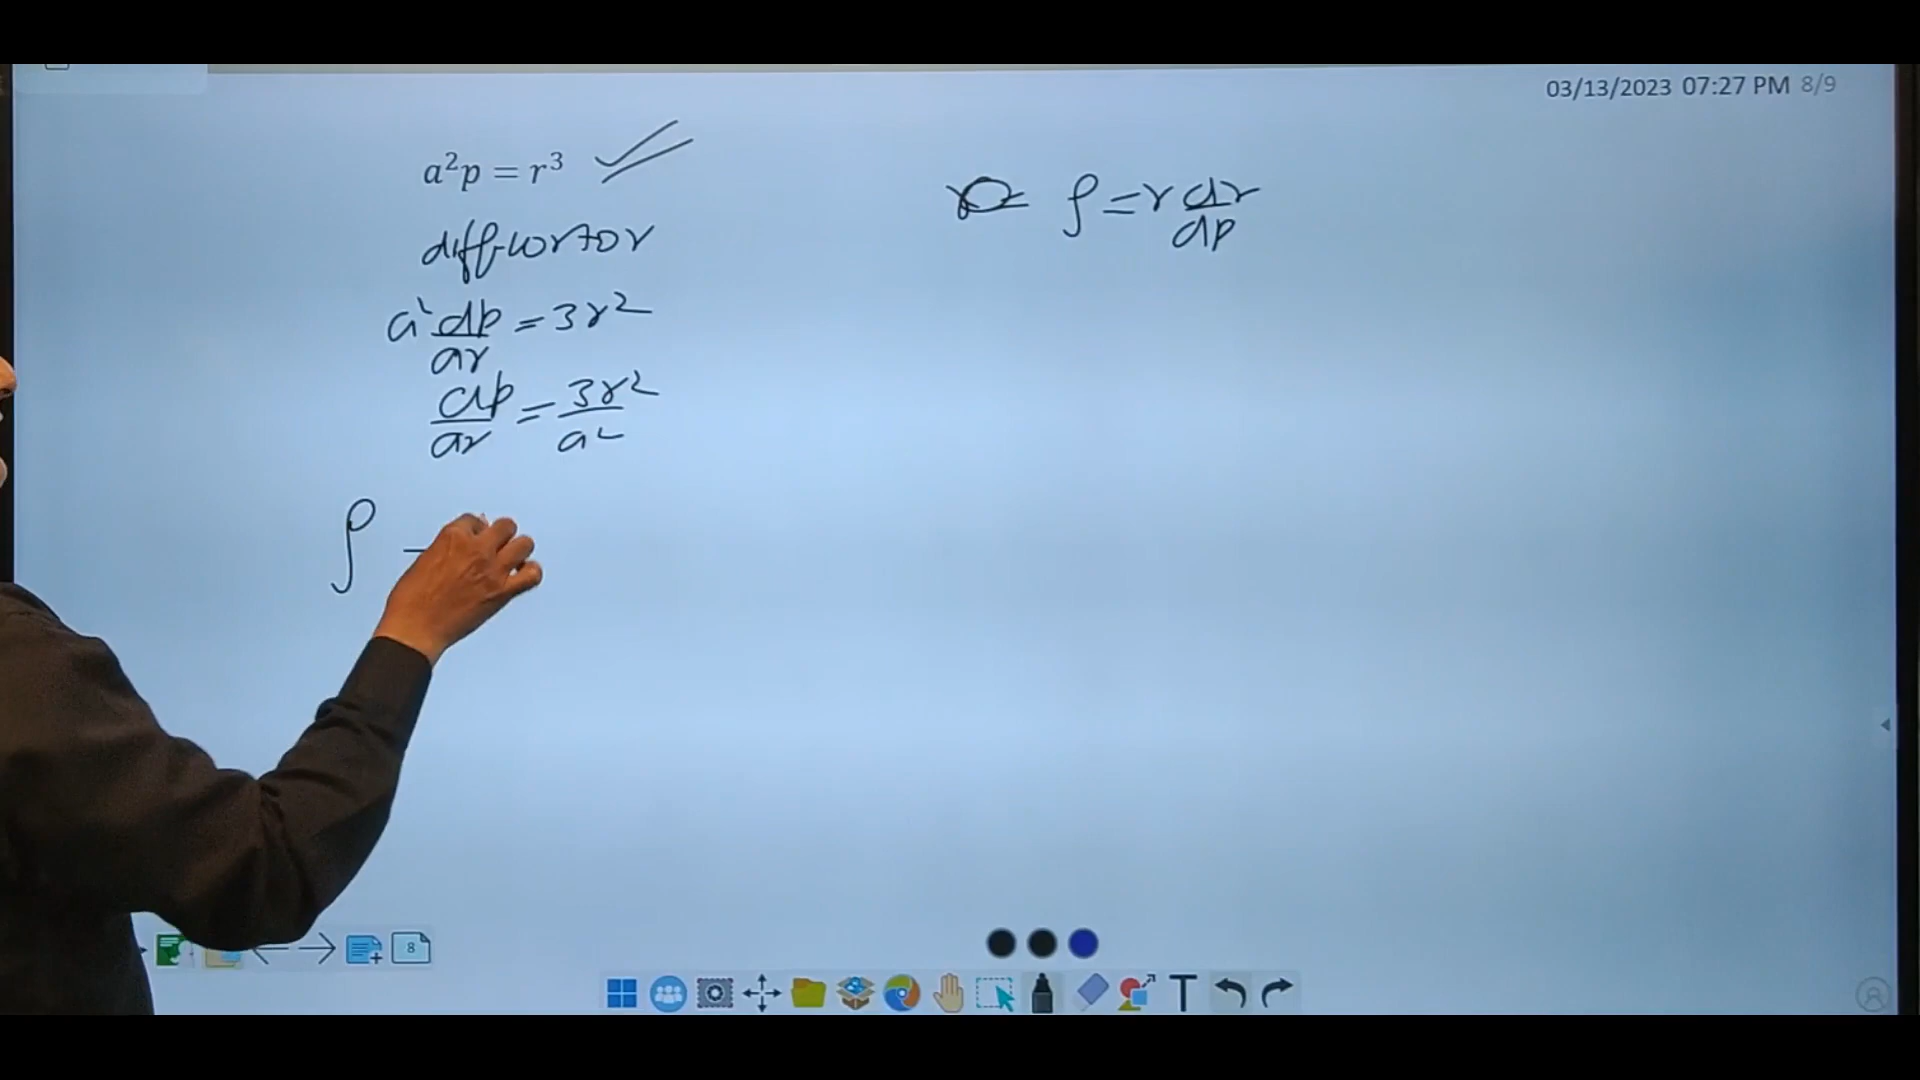 03/13/2023 07:27 PM 8/9
a²p = r³
diff w.r.to r
a² dp/dr = 3r²
dp/dr = 3r²/a²
ρ =
ρ = r dr/dp
8
T